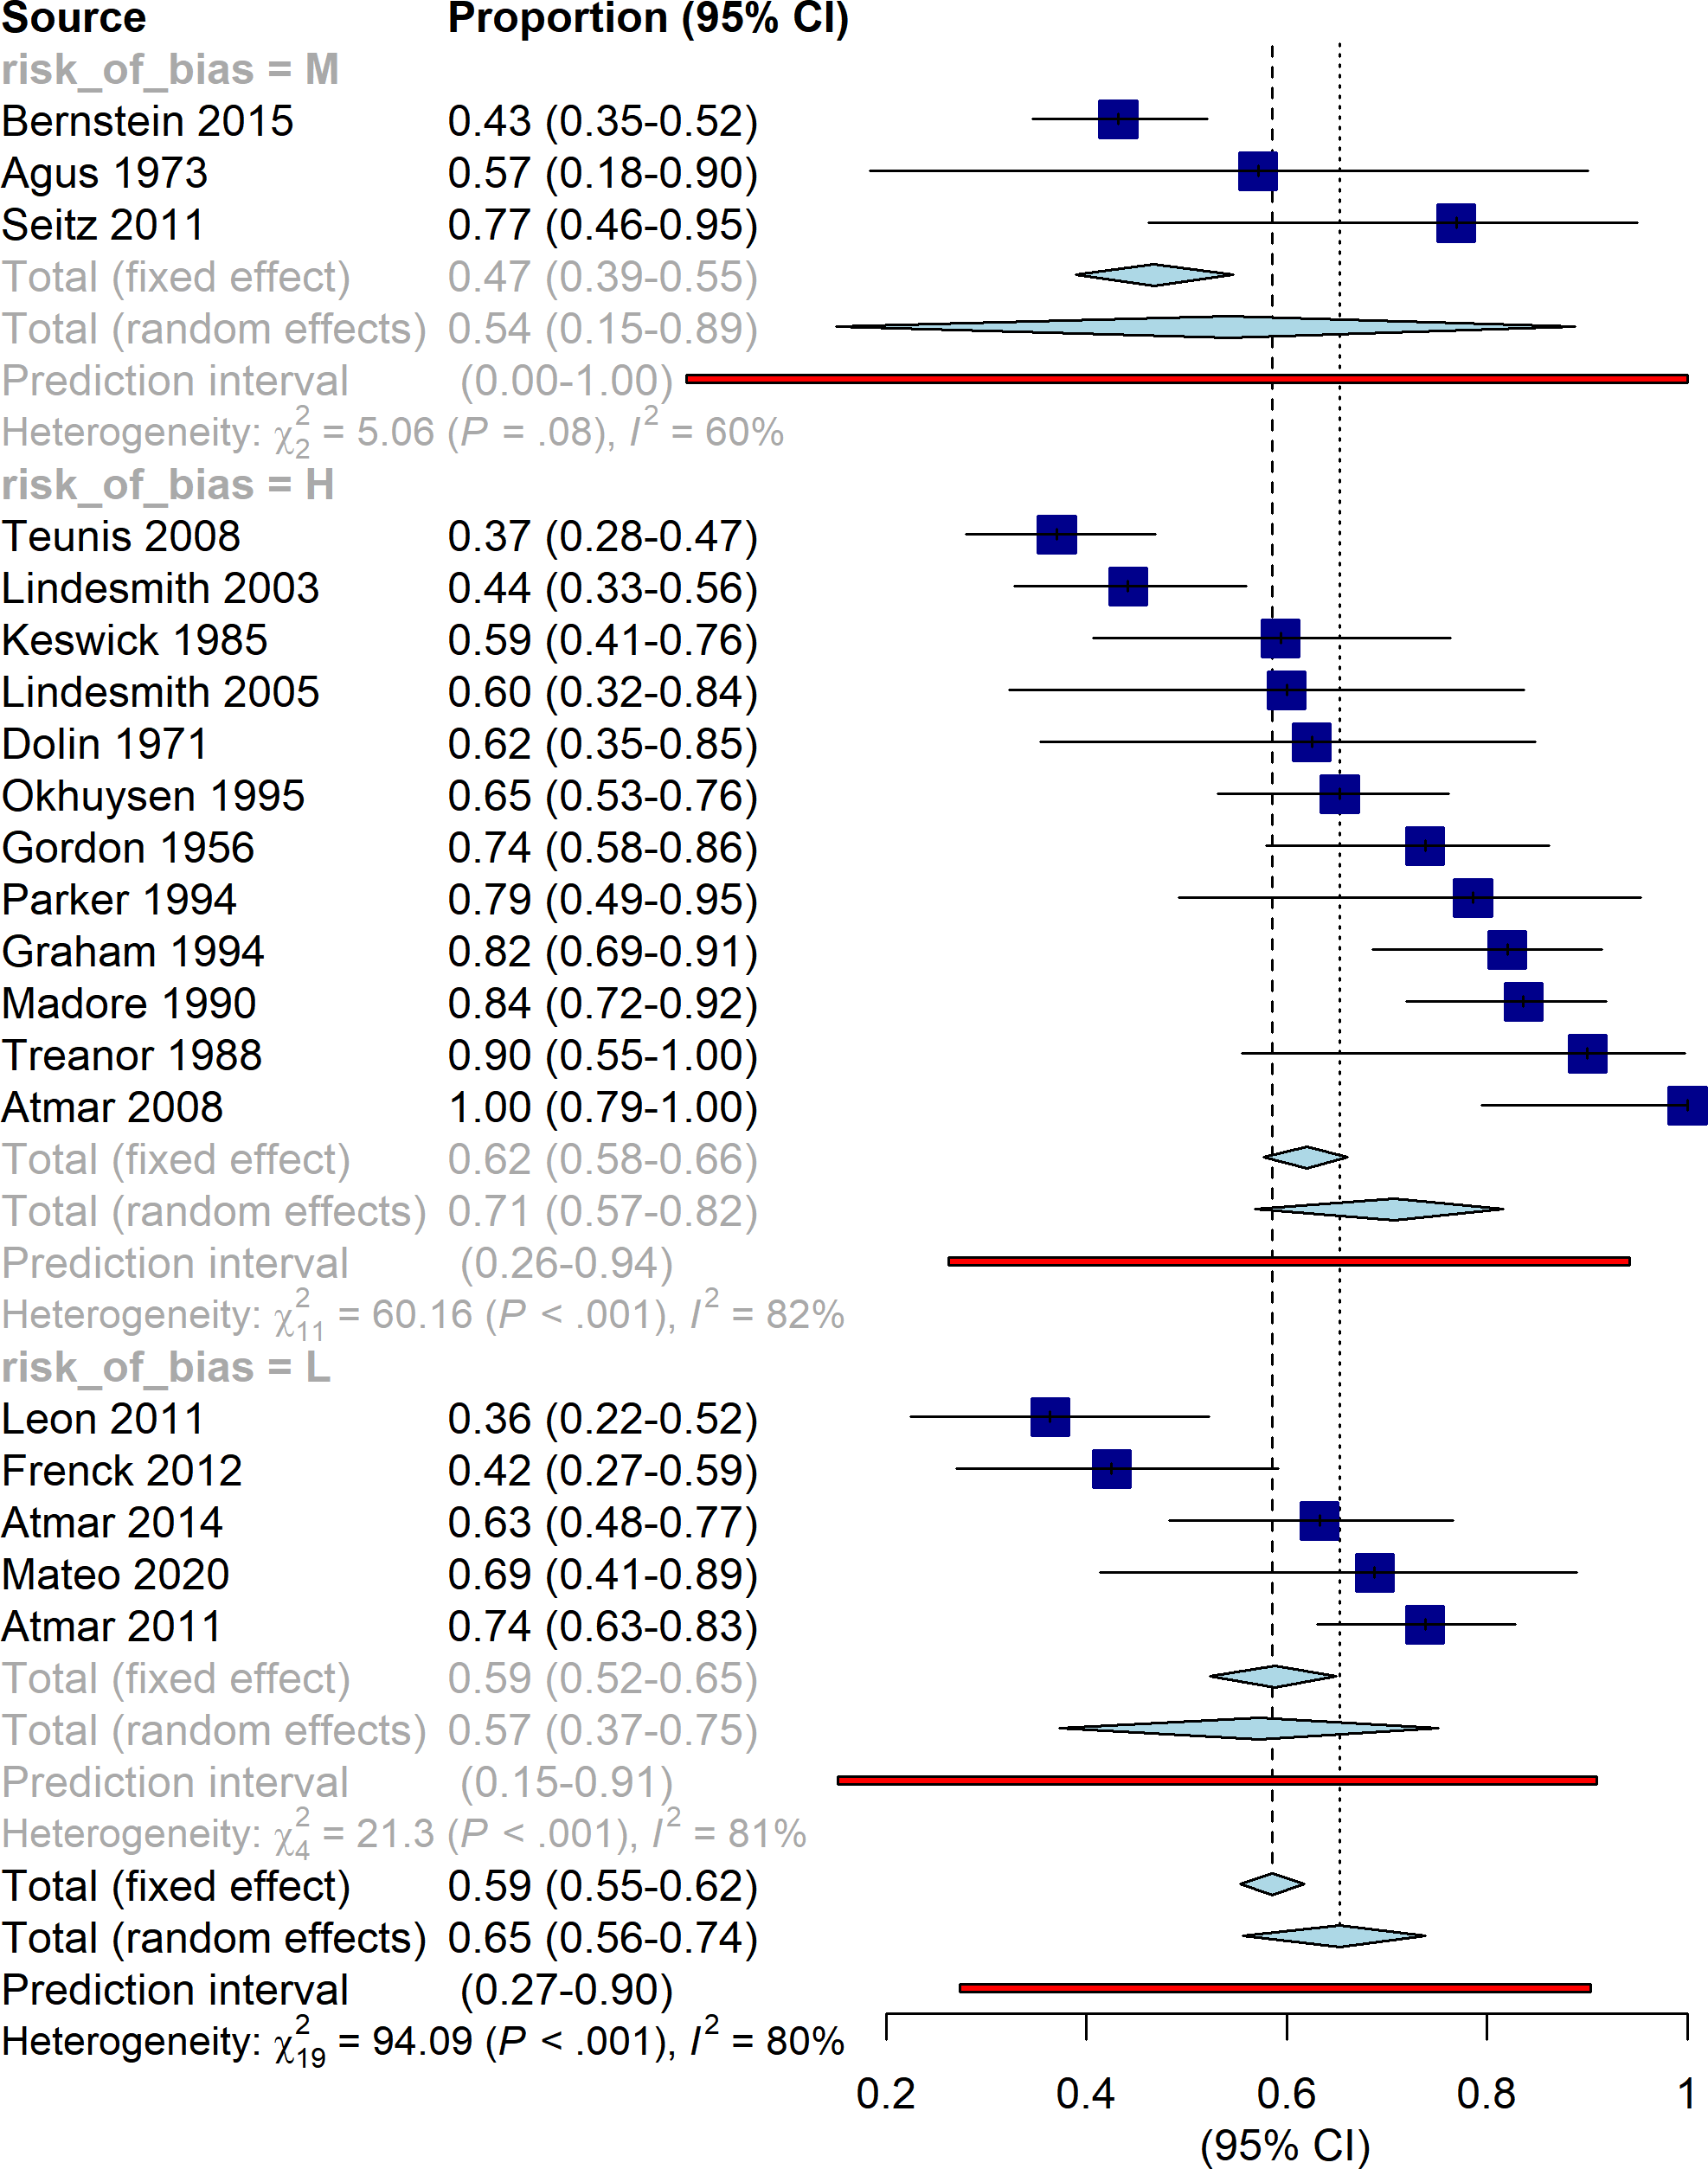 Source Proportion (95% CI)
risk_of_bias = M
Bernstein 2015 0.43 (0.35-0.52)
Agus 1973 0.57 (0.18-0.90)
Seitz 2011 0.77 (0.46-0.95)
Total (fixed effect) 0.47 (0.39-0.55)
Total (random effects) 0.54 (0.15-0.89)
Prediction interval (0.00-1.00)
Heterogeneity: χ²₂ = 5.06 (P = .08), I² = 60%
risk_of_bias = H
Teunis 2008 0.37 (0.28-0.47)
Lindesmith 2003 0.44 (0.33-0.56)
Keswick 1985 0.59 (0.41-0.76)
Lindesmith 2005 0.60 (0.32-0.84)
Dolin 1971 0.62 (0.35-0.85)
Okhuysen 1995 0.65 (0.53-0.76)
Gordon 1956 0.74 (0.58-0.86)
Parker 1994 0.79 (0.49-0.95)
Graham 1994 0.82 (0.69-0.91)
Madore 1990 0.84 (0.72-0.92)
Treanor 1988 0.90 (0.55-1.00)
Atmar 2008 1.00 (0.79-1.00)
Total (fixed effect) 0.62 (0.58-0.66)
Total (random effects) 0.71 (0.57-0.82)
Prediction interval (0.26-0.94)
Heterogeneity: χ²₁₁ = 60.16 (P < .001), I² = 82%
risk_of_bias = L
Leon 2011 0.36 (0.22-0.52)
Frenck 2012 0.42 (0.27-0.59)
Atmar 2014 0.63 (0.48-0.77)
Mateo 2020 0.69 (0.41-0.89)
Atmar 2011 0.74 (0.63-0.83)
Total (fixed effect) 0.59 (0.52-0.65)
Total (random effects) 0.57 (0.37-0.75)
Prediction interval (0.15-0.91)
Heterogeneity: χ²₄ = 21.3 (P < .001), I² = 81%
Total (fixed effect) 0.59 (0.55-0.62)
Total (random effects) 0.65 (0.56-0.74)
Prediction interval (0.27-0.90)
Heterogeneity: χ²₁₉ = 94.09 (P < .001), I² = 80%
0.2 0.4 0.6 0.8 1
(95% CI)